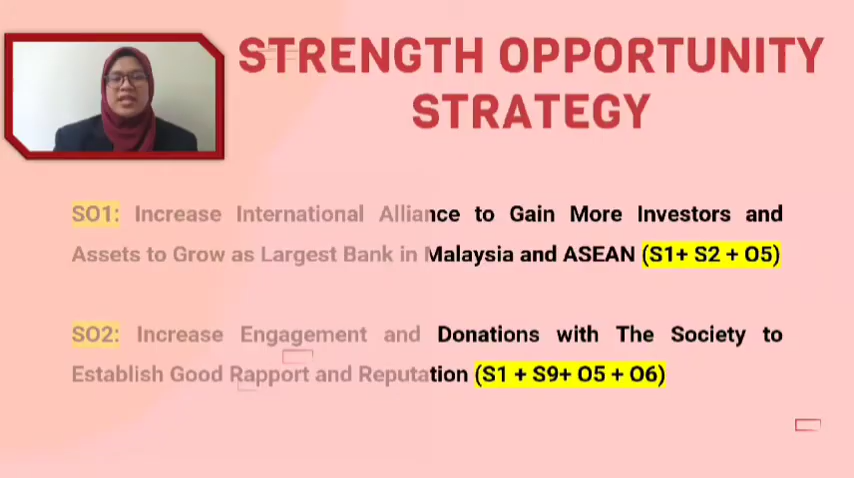 STRENGTH OPPORTUNITY
STRATEGY
SO1: Increase International Alliance to Gain More Investors and
Assets to Grow as Largest Bank in Malaysia and ASEAN (S1+ S2 + O5)
SO2: Increase Engagement and Donations with The Society to
Establish Good Rapport and Reputation (S1 + S9+ O5 + O6)